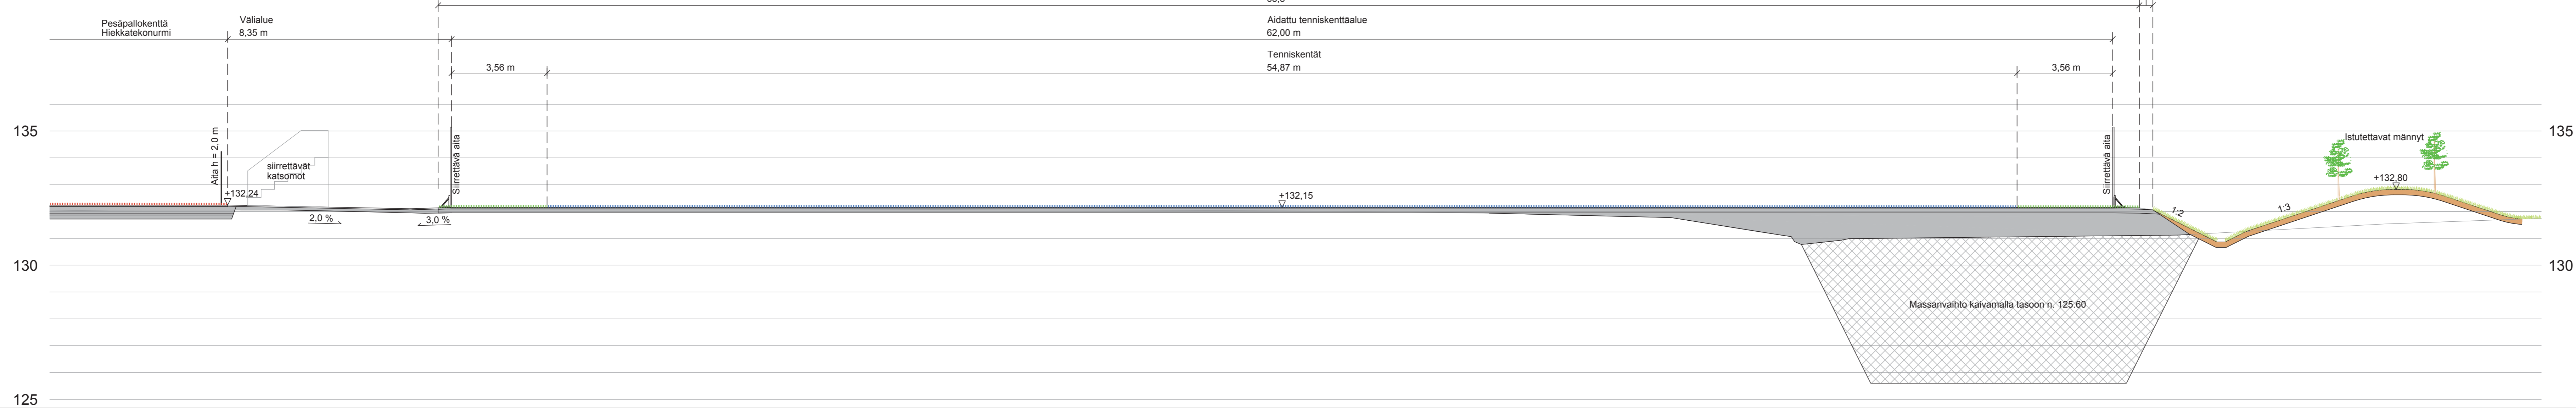 Pesäpallokenttä
Hiekkatekonurmi
Välialue
8,35 m
Aidattu tenniskenttäalue
62,00 m
Tenniskentät
54,87 m
3,56 m
3,56 m
135
135
Aita h = 2,0 m
siirrettävät
katsomot
Siirrettävä aita
Siirrettävä aita
Istutettavat männyt
+132,24
+132,15
+132,80
2,0 %
3,0 %
1:2
1:3
130
130
Massanvaihto kaivamalla tasoon n. 125.60
125